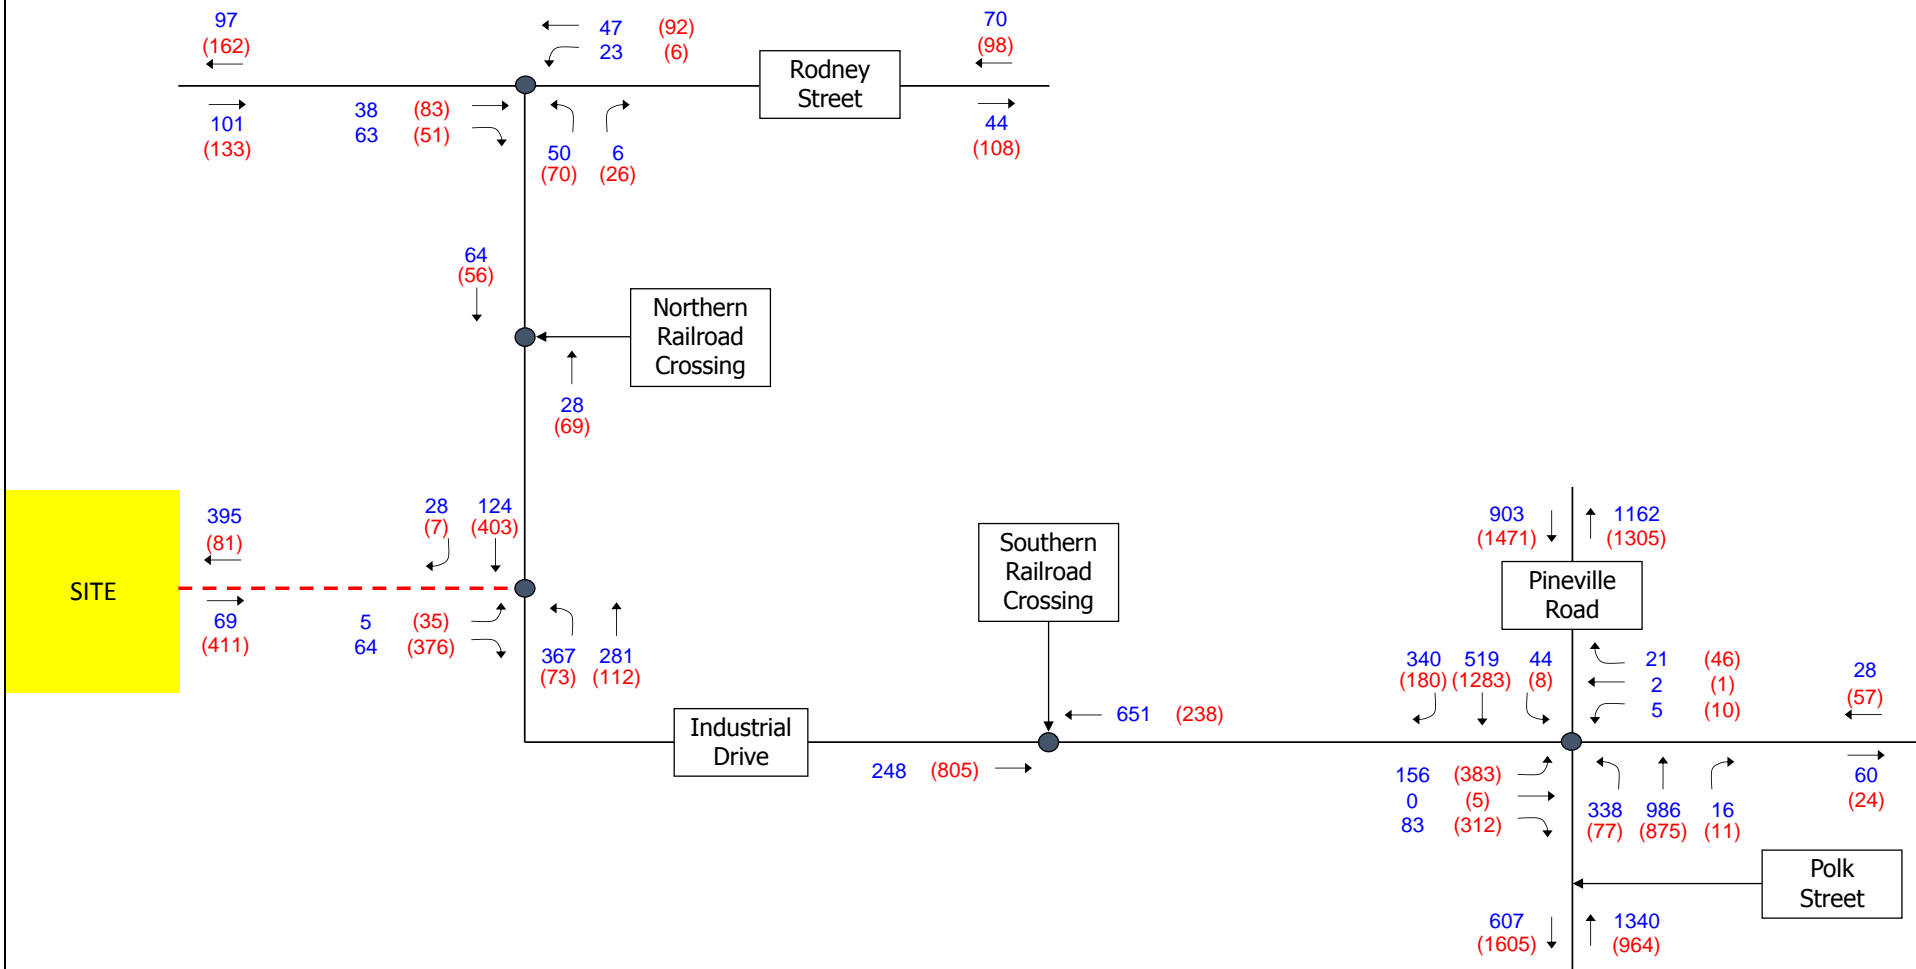 97
(162)
47 (92)
23 (6)
70
(98)
Rodney
Street
101
(133)
38 (83)
63 (51)
50 6
(70) (26)
44
(108)
64
(56)
Northern
Railroad
Crossing
28
(69)
SITE
395
(81)
28 124
(7) (403)
69
(411)
5 (35)
64 (376)
367 281
(73) (112)
Southern
Railroad
Crossing
Industrial
Drive
651 (238)
248 (805)
903 1162
(1471) (1305)
Pineville
Road
340 519 44
(180) (1283) (8)
21 (46)
2 (1)
5 (10)
28
(57)
156 (383)
0 (5)
83 (312)
338 986 16
(77) (875) (11)
60
(24)
Polk
Street
607 1340
(1605) (964)